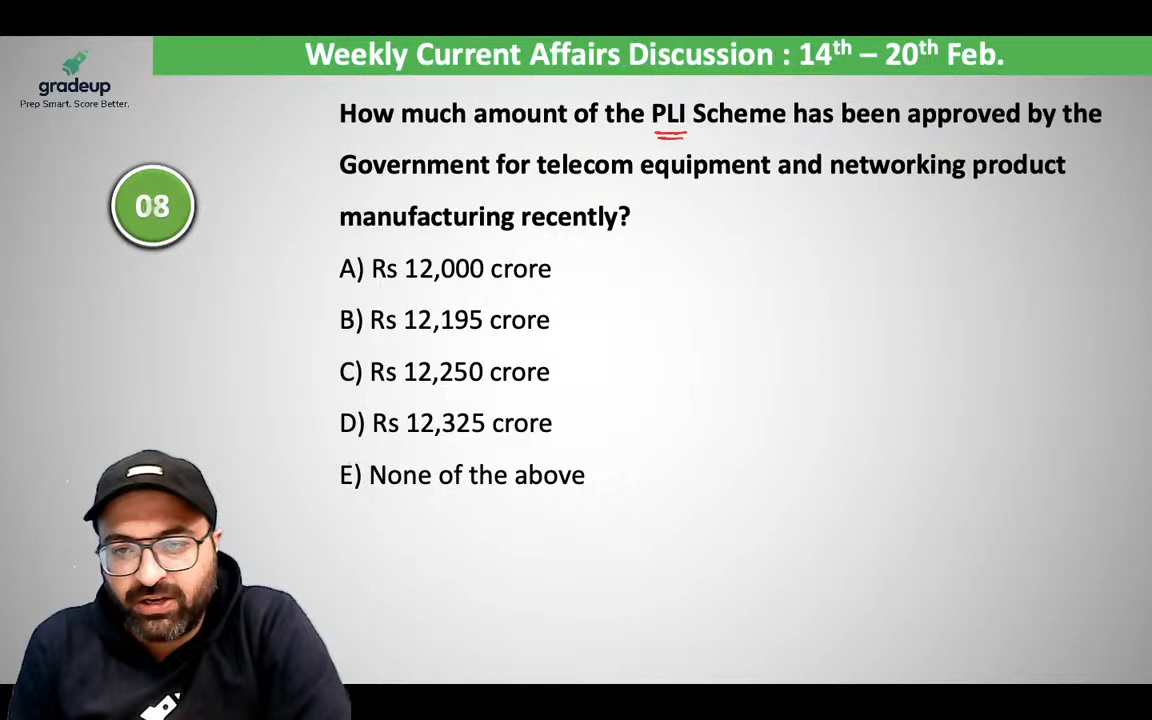 Weekly Current Affairs Discussion : 14th – 20th Feb.
gradeup
Prep Smart. Score Better.
How much amount of the PLI Scheme has been approved by the
Government for telecom equipment and networking product
manufacturing recently?
08
A) Rs 12,000 crore
B) Rs 12,195 crore
C) Rs 12,250 crore
D) Rs 12,325 crore
E) None of the above